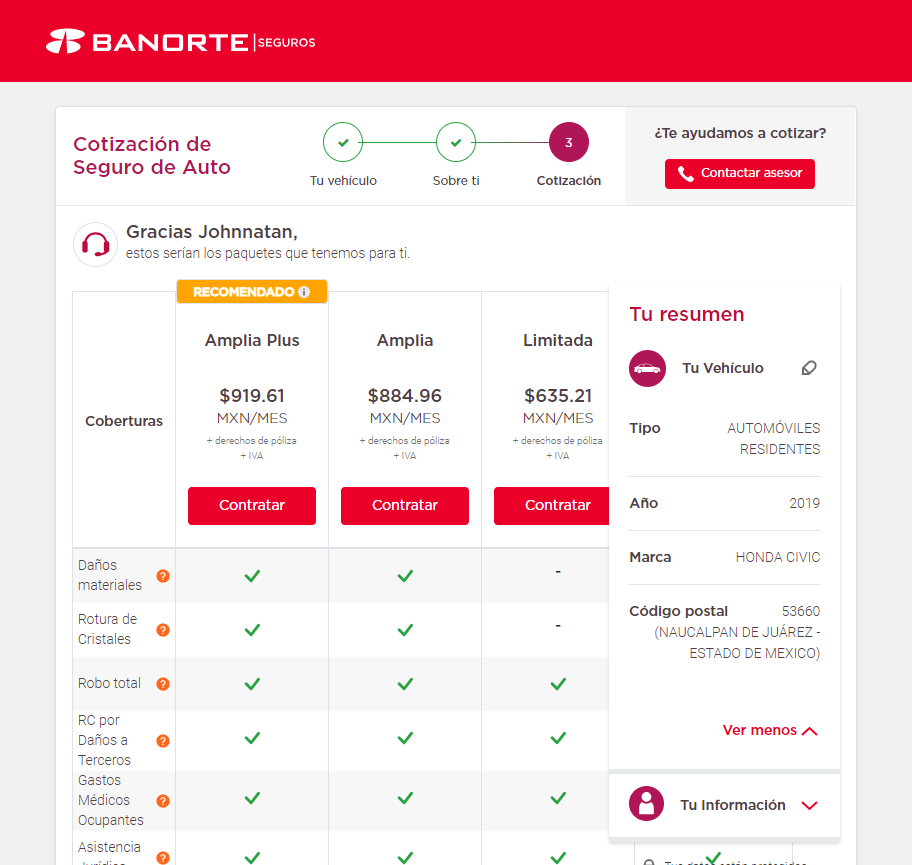 BANORTE | SEGUROS
Cotización de
Seguro de Auto
3
Tu vehículo
Sobre ti
Cotización
¿Te ayudamos a cotizar?
Contactar asesor
Gracias Johnnatan,
estos serían los paquetes que tenemos para ti.
RECOMENDADO
Coberturas
Amplia Plus
$919.61
MXN/MES
+ derechos de póliza
+ IVA
Contratar
Amplia
$884.96
MXN/MES
+ derechos de póliza
+ IVA
Contratar
Limitada
$635.21
MXN/MES
+ derechos de póliza
+ IVA
Contratar
Daños
materiales
?
-
Rotura de
Cristales
?
-
Robo total
?
RC por
Daños a
Terceros
?
Gastos
Médicos
Ocupantes
?
Asistencia
Jurídica
?
Tu resumen
Tu Vehículo
Tipo AUTOMÓVILES
RESIDENTES
Año 2019
Marca HONDA CIVIC
Código postal 53660
(NAUCALPAN DE JUÁREZ -
ESTADO DE MEXICO)
Ver menos
Tu Información
Tus datos están protegidos